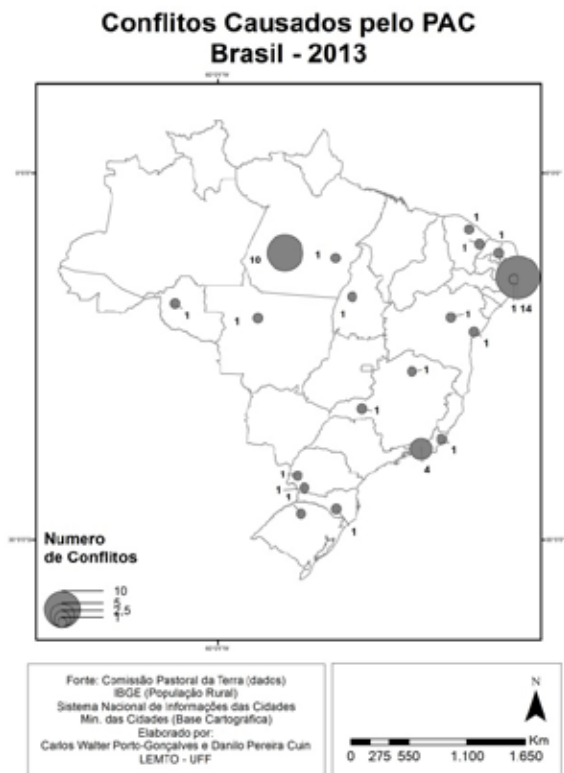 Conflitos Causados pelo PAC
Brasil - 2013
1
1
1
10
1
1 14
1
1
1
1
1
1
1
4
1
1
1
1
1
Numero
de Conflitos
10
5
2,5
1
Fonte: Comissão Pastoral da Terra (dados)
IBGE (População Rural)
Sistema Nacional de Informações das Cidades
Min. das Cidades (Base Cartográfica)
Elaborado por:
Carlos Walter Porto-Gonçalves e Danilo Pereira Cuin
LEMTO - UFF
N
Km
0 275 550 1.100 1.650